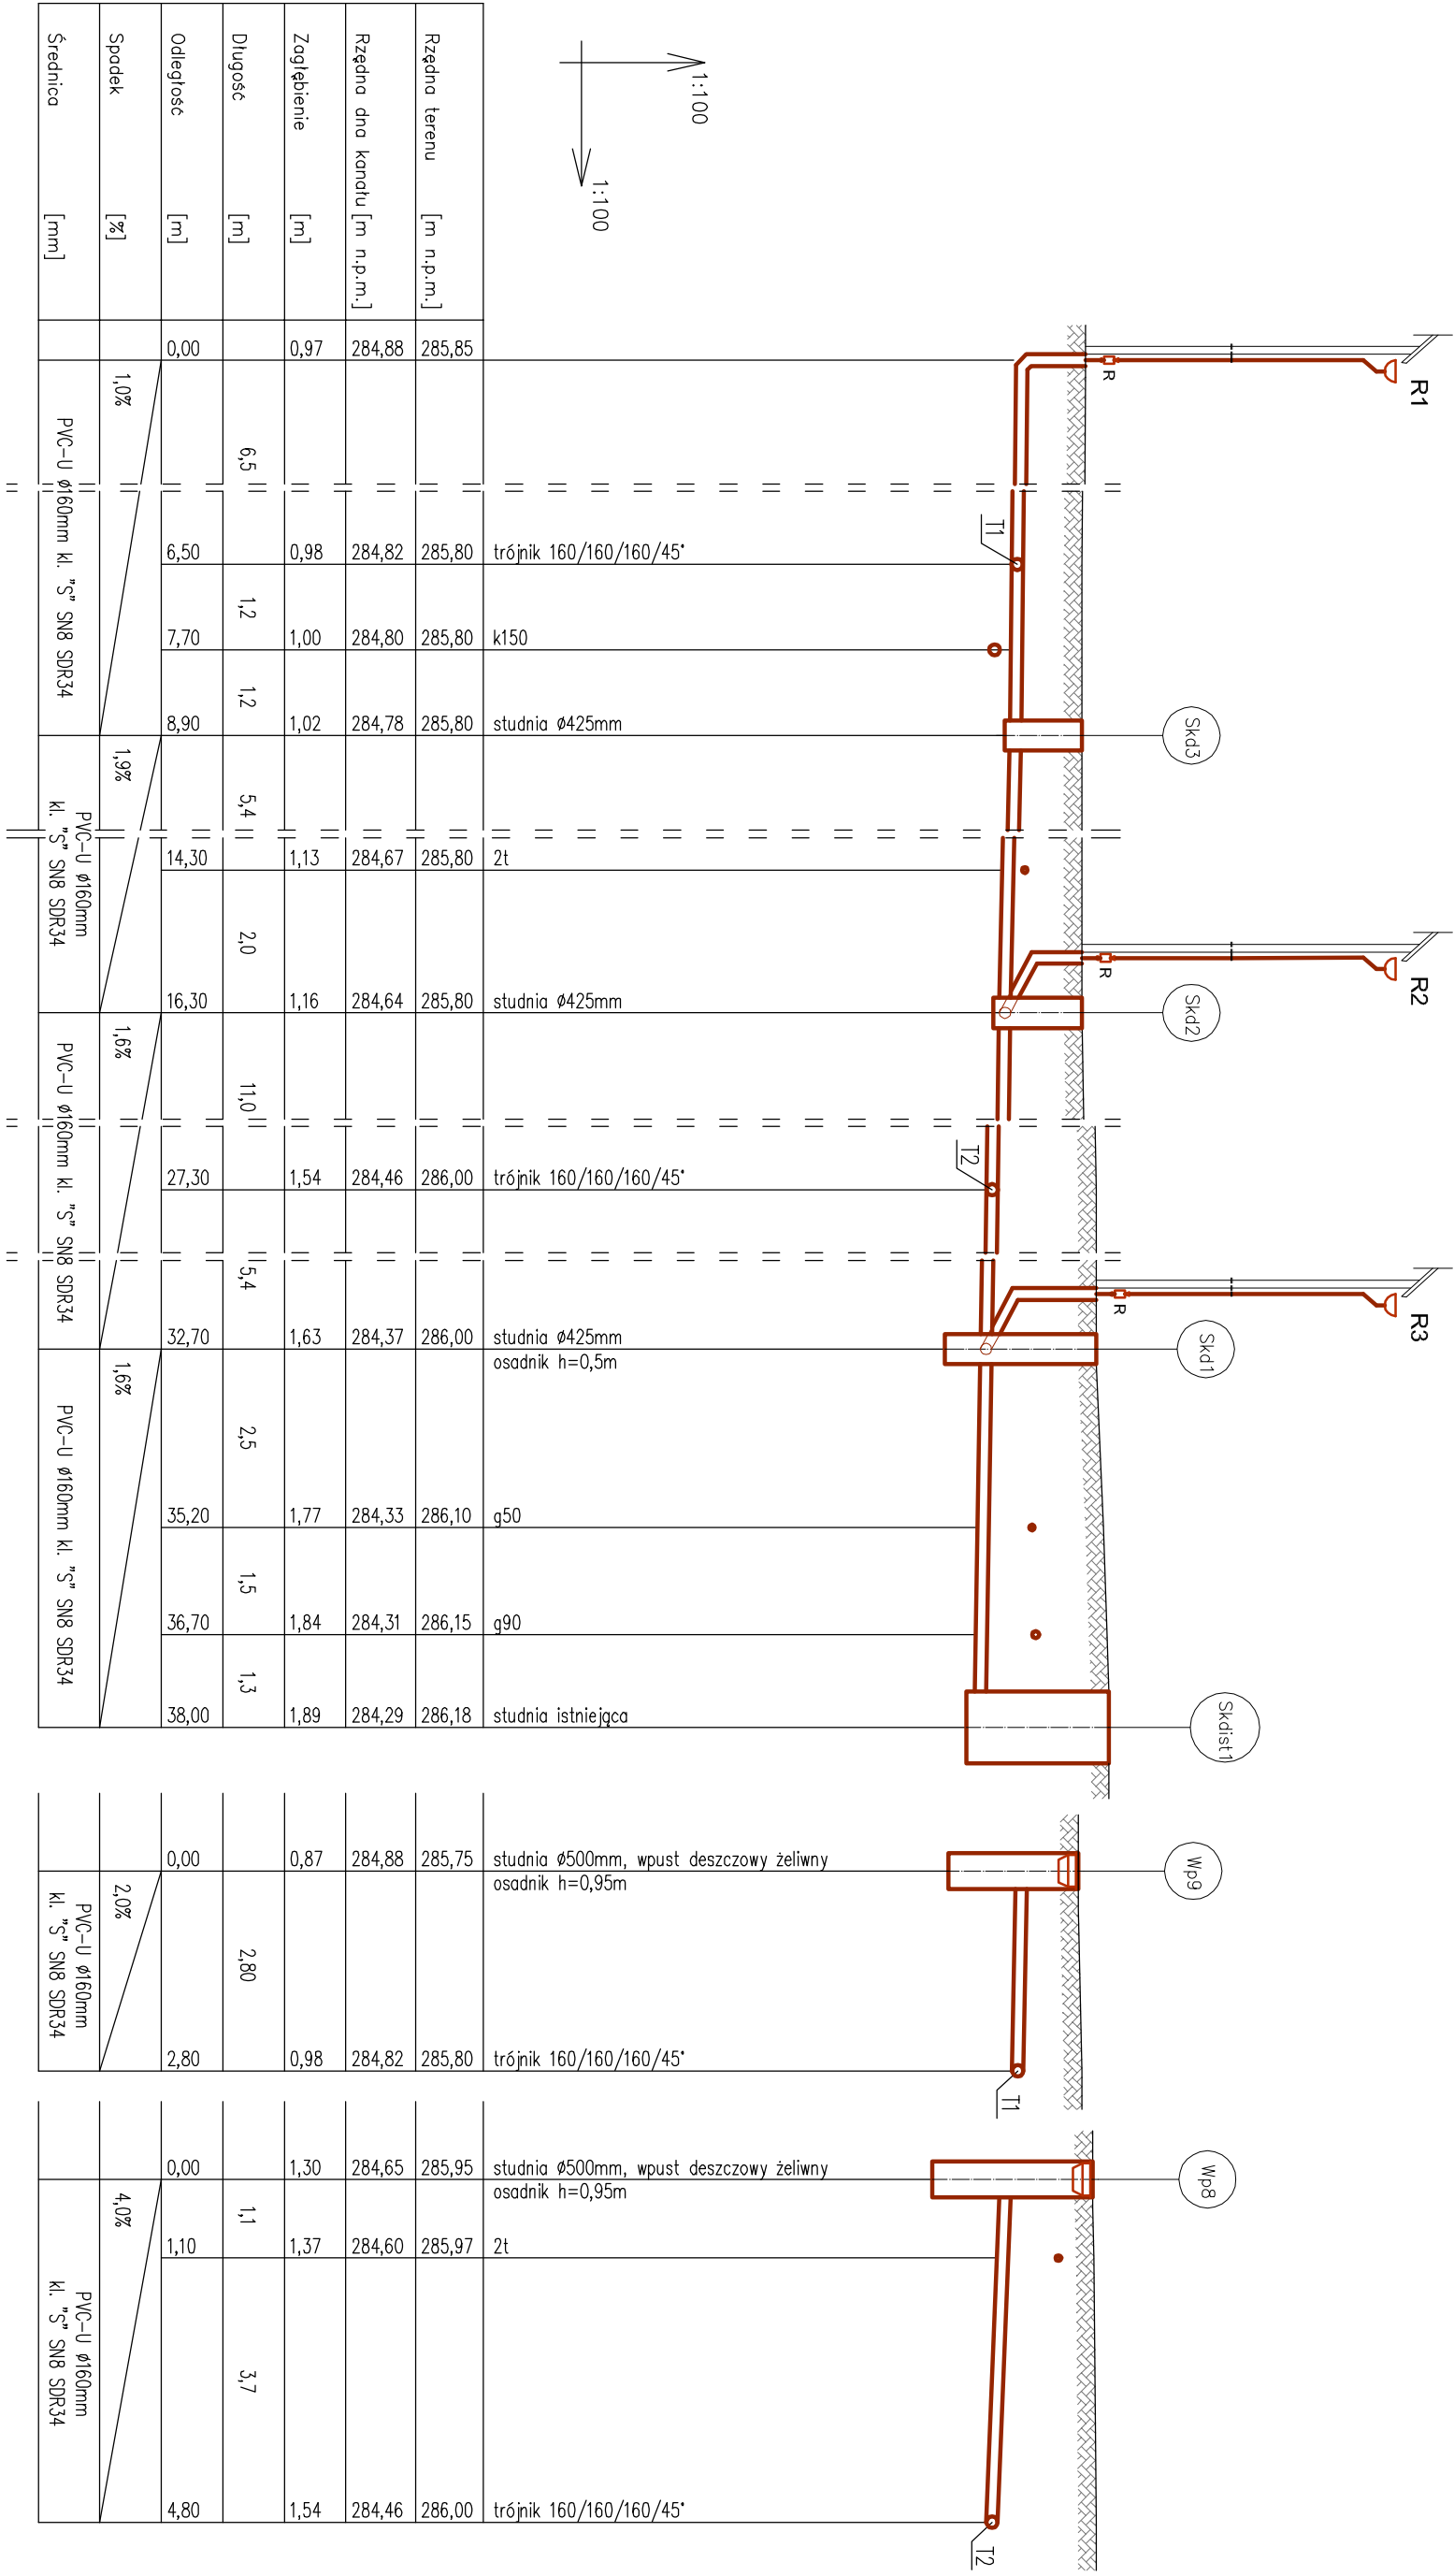 R1
R2
R3
R
R
R
Skd3
Skd2
Skd1
Skdist1
Wp9
Wp8
1:100
1:100
T1
T2
T1
T2
trójnik 160/160/160/45°
k150
studnia Ø425mm
2t
studnia Ø425mm
trójnik 160/160/160/45°
studnia Ø425mm
osadnik h=0,5m
g50
g90
studnia istniejąca
studnia Ø500mm, wpust deszczowy żeliwny
osadnik h=0,95m
trójnik 160/160/160/45°
studnia Ø500mm, wpust deszczowy żeliwny
osadnik h=0,95m
2t
trójnik 160/160/160/45°
Rzędna terenu [m n.p.m.] 285,85 285,80 285,80 285,80 285,80 285,80 286,00 286,00 286,10 286,15 286,18 285,75 285,80 285,95 285,97 286,00
Rzędna dna kanału [m n.p.m.] 284,88 284,82 284,80 284,78 284,67 284,64 284,46 284,37 284,33 284,31 284,29 284,88 284,82 284,65 284,60 284,46
Zagłębienie [m] 0,97 0,98 1,00 1,02 1,13 1,16 1,54 1,63 1,77 1,84 1,89 0,87 0,98 1,30 1,37 1,54
Długość [m] 6,5 1,2 1,2 5,4 2,0 11,0 5,4 2,5 1,5 1,3 2,80 1,1 3,7
Odległość [m] 0,00 6,50 7,70 8,90 14,30 16,30 27,30 32,70 35,20 36,70 38,00 0,00 2,80 0,00 1,10 4,80
Spadek [%] 1,0% 1,9% 1,6% 1,6% 2,0% 4,0%
Średnica [mm]
PVC-U Ø160mm kl. "S" SN8 SDR34
PVC-U Ø160mm
kl. "S" SN8 SDR34
PVC-U Ø160mm kl. "S" SN8 SDR34
PVC-U Ø160mm kl. "S" SN8 SDR34
PVC-U Ø160mm
kl. "S" SN8 SDR34
PVC-U Ø160mm
kl. "S" SN8 SDR34